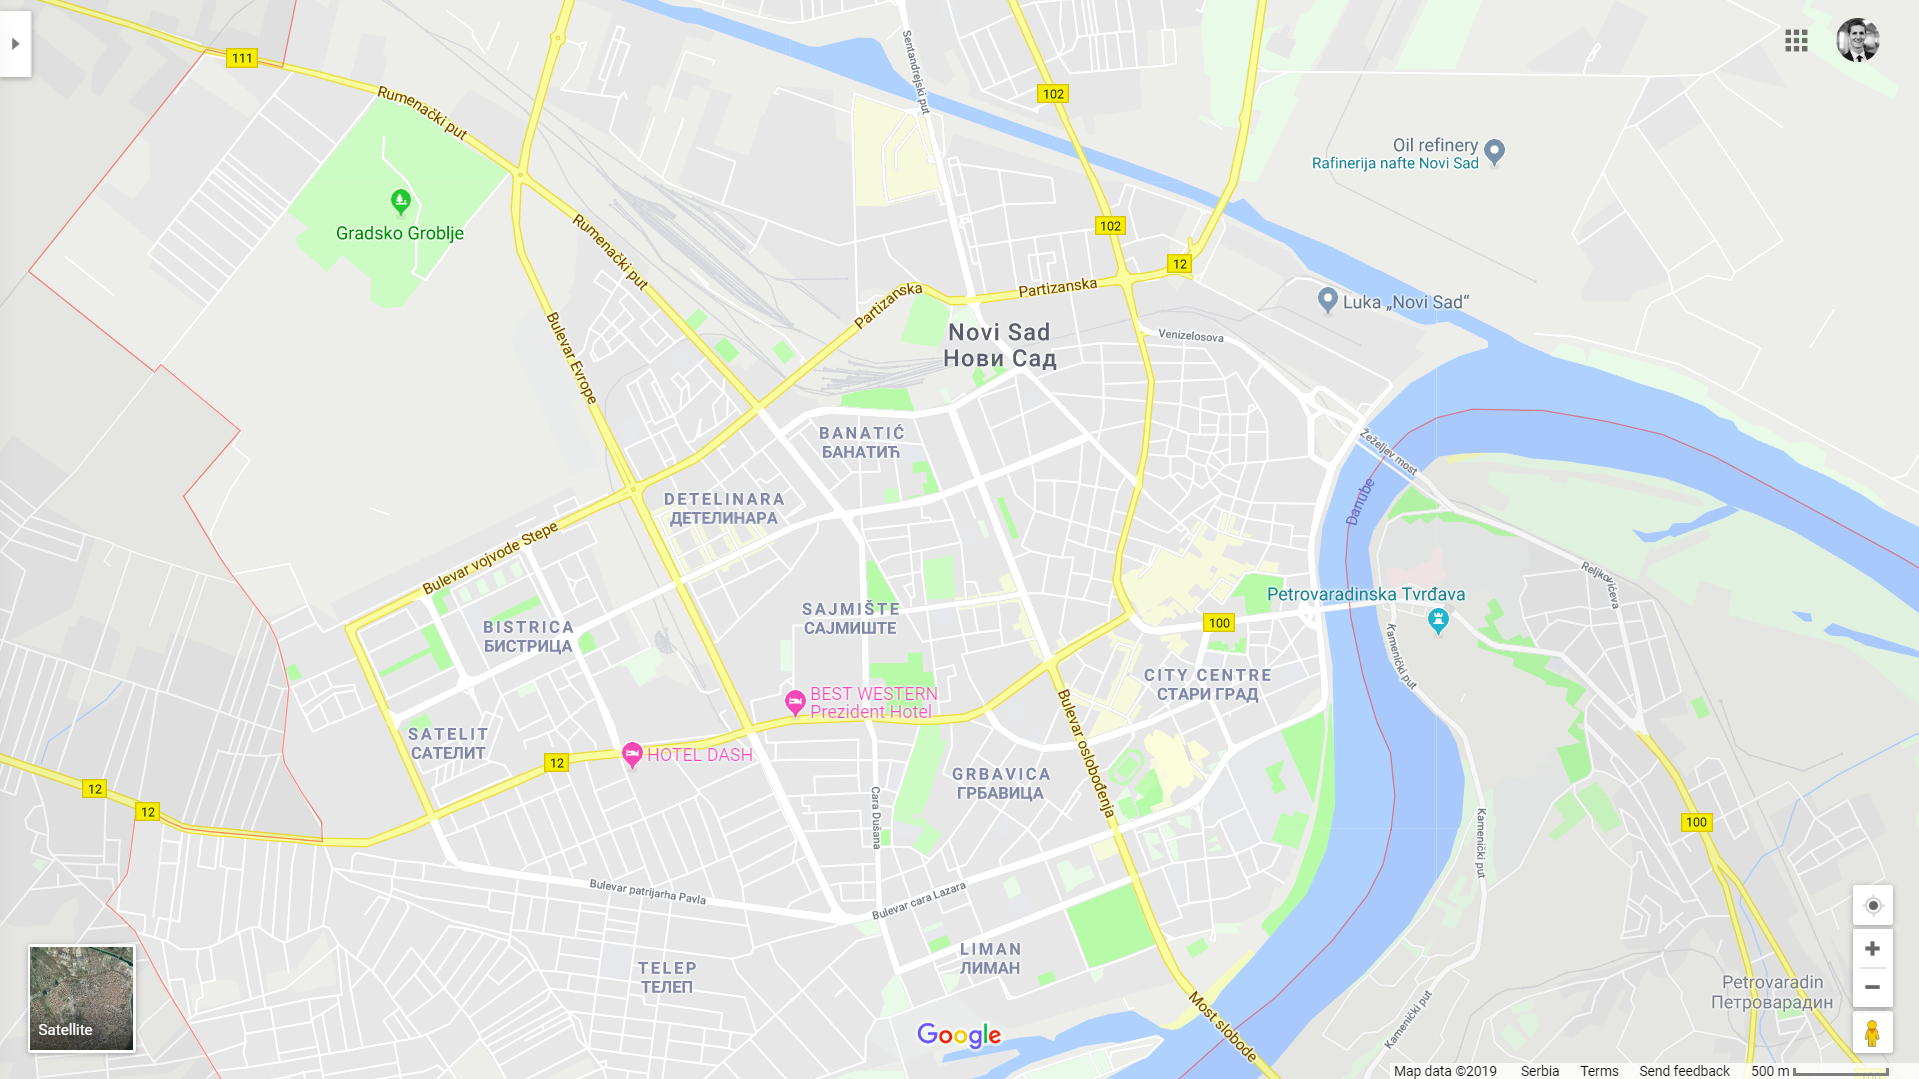 111
Rumenački put
Sentandrejski put
102
Oil refinery
Rafinerija nafte Novi Sad
Gradsko Groblje
Rumenački put
102
12
Partizanska
Partizanska
Luka „Novi Sad“
Venizelosova
Novi Sad
Нови Сад
Bulevar Evrope
BANATIĆ
БАНАТИЋ
Žeželjev most
Danube
DETELINARA
ДЕТЕЛИНАРА
Bulevar vojvode Stepe
Reljkovićeva
Petrovaradinska Tvrđava
SAJMIŠTE
САЈМИШТЕ
100
BISTRICA
БИСТРИЦА
Kamenički put
CITY CENTRE
СТАРИ ГРАД
BEST WESTERN
Prezident Hotel
Bulevar oslobođenja
SATELIT
САТЕЛИТ
HOTEL DASH
12
GRBAVICA
ГРБАВИЦА
12
12
Cara Dušana
Kamenički put
100
Bulevar patrijarha Pavla
Bulevar cara Lazara
LIMAN
ЛИМАН
TELEP
ТЕЛЕП
Petrovaradin
Петроварадин
Most slobode
Kamenički put
Satellite
Google
Map data ©2019 Serbia Terms Send feedback 500 m